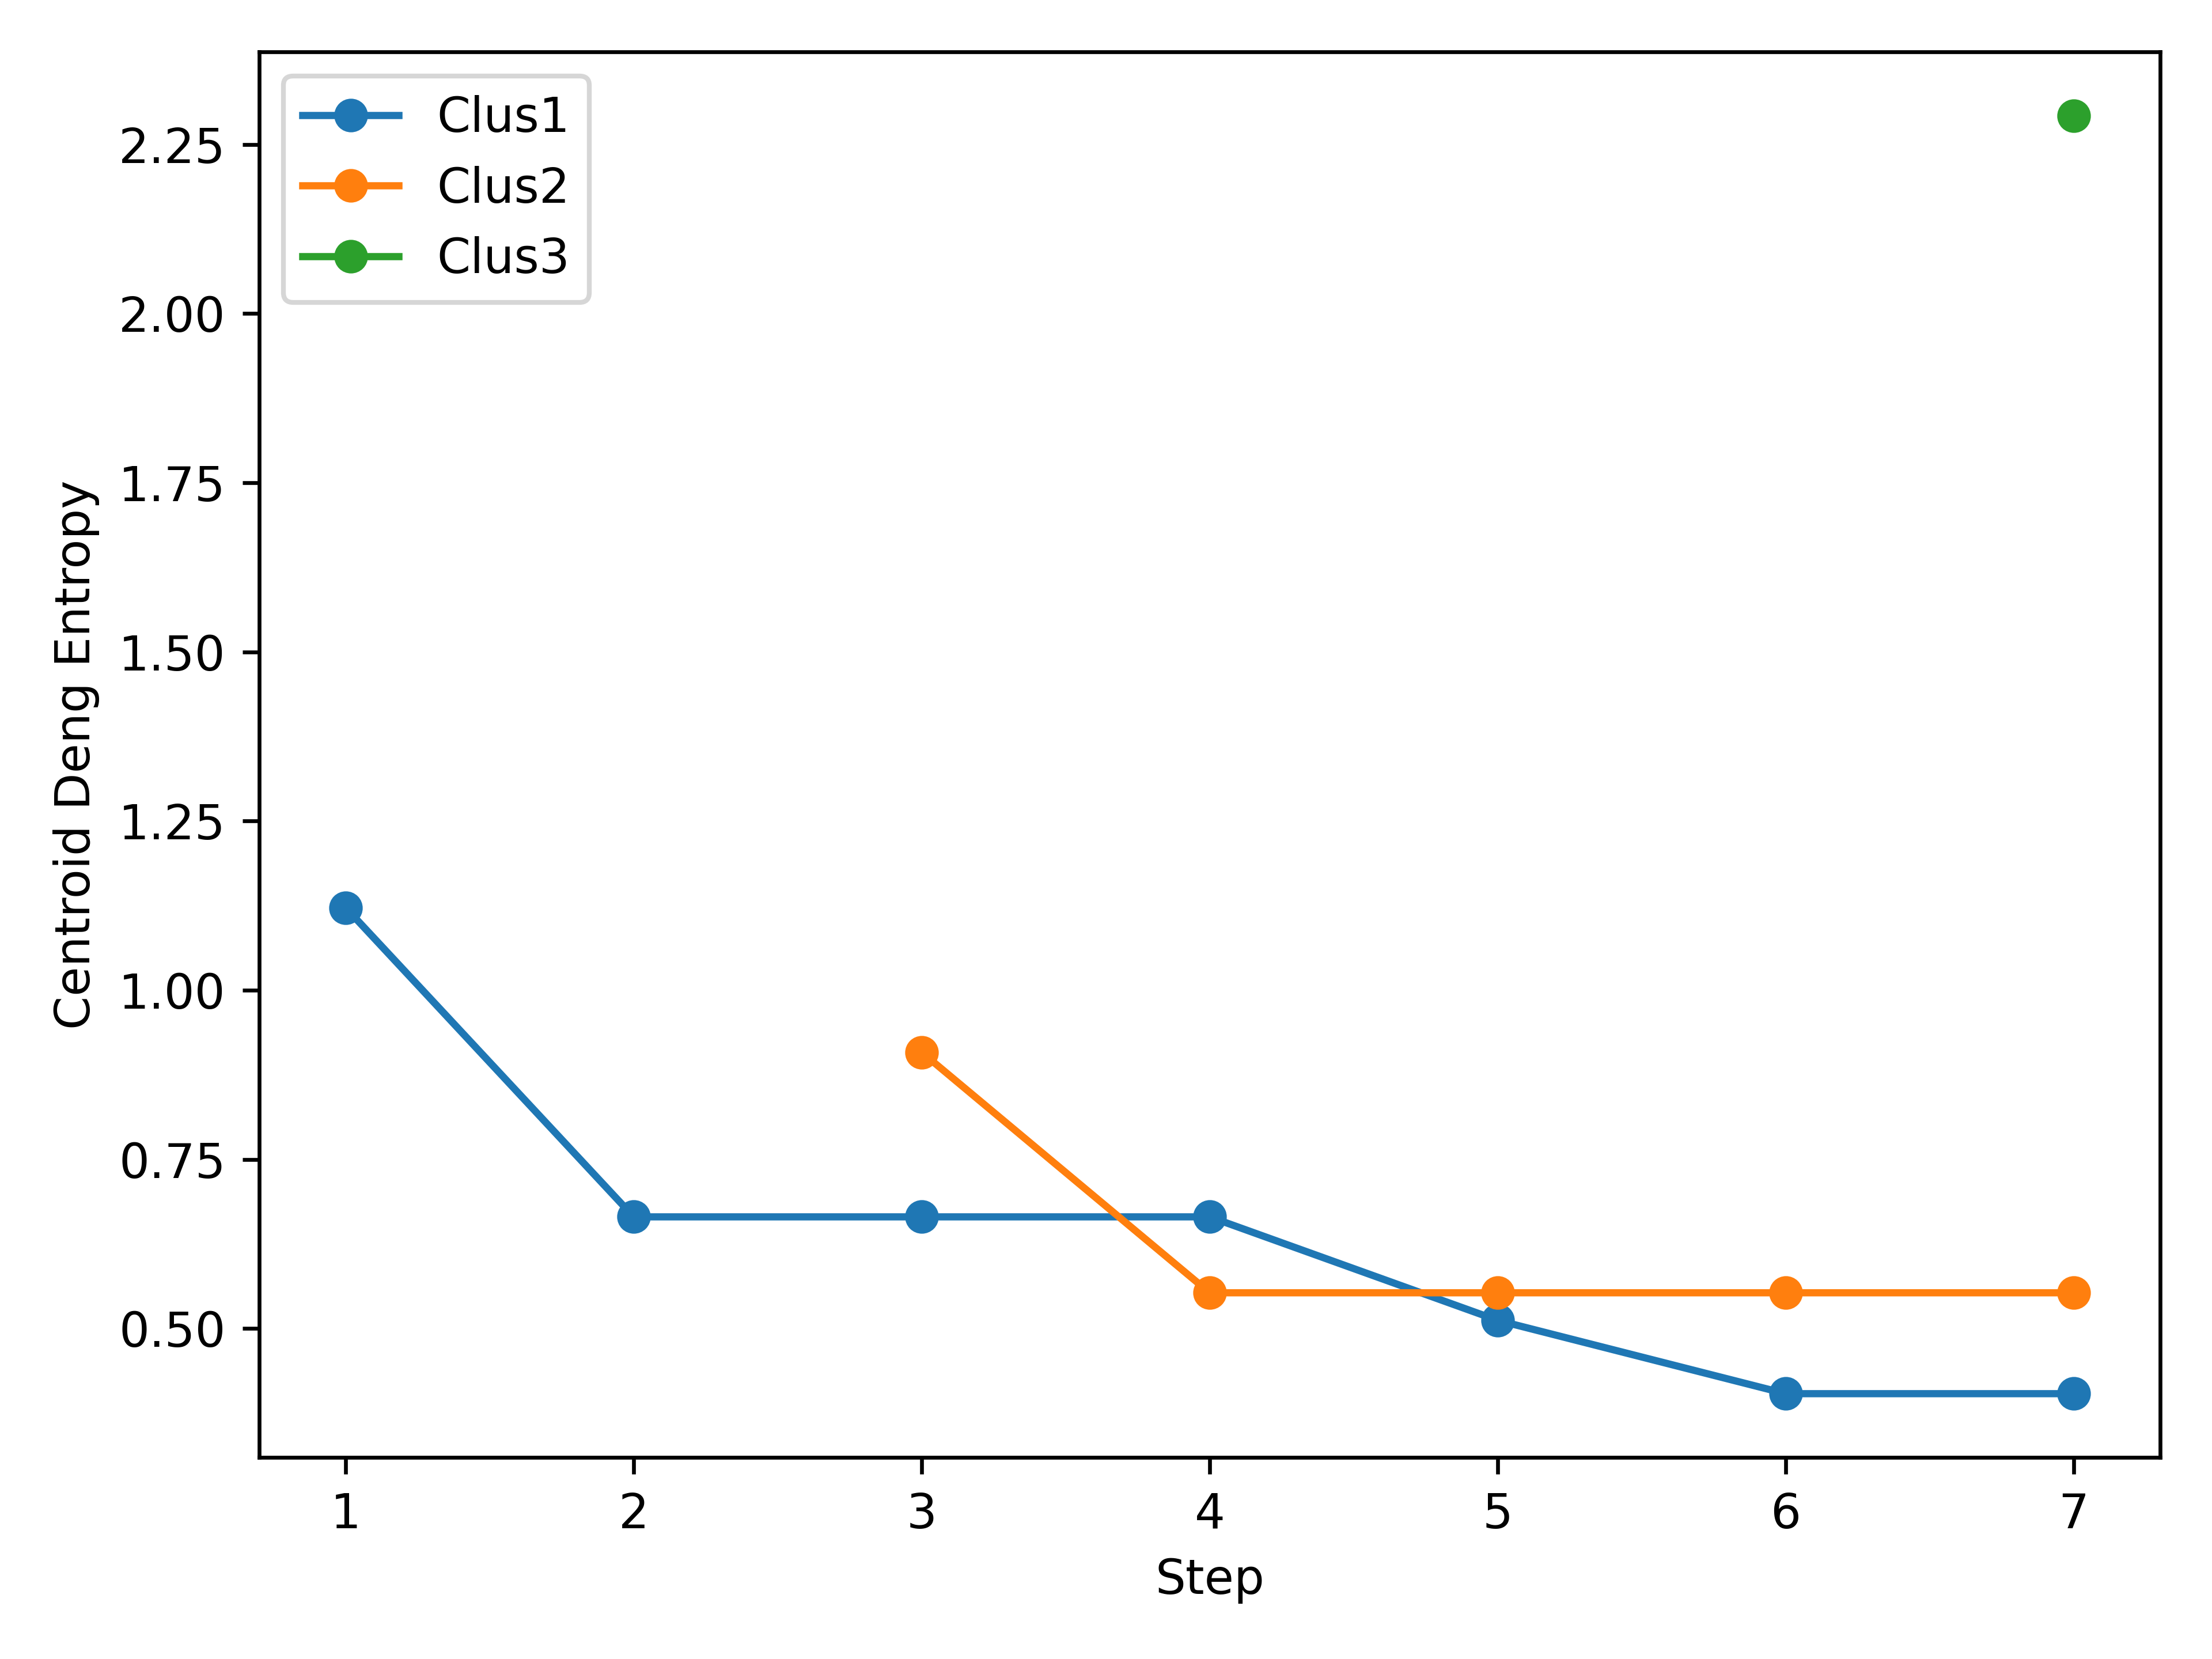 Clus1
Clus2
Clus3
2.25
2.00
1.75
1.50
1.25
1.00
0.75
0.50
Centroid Deng Entropy
1 2 3 4 5 6 7
Step